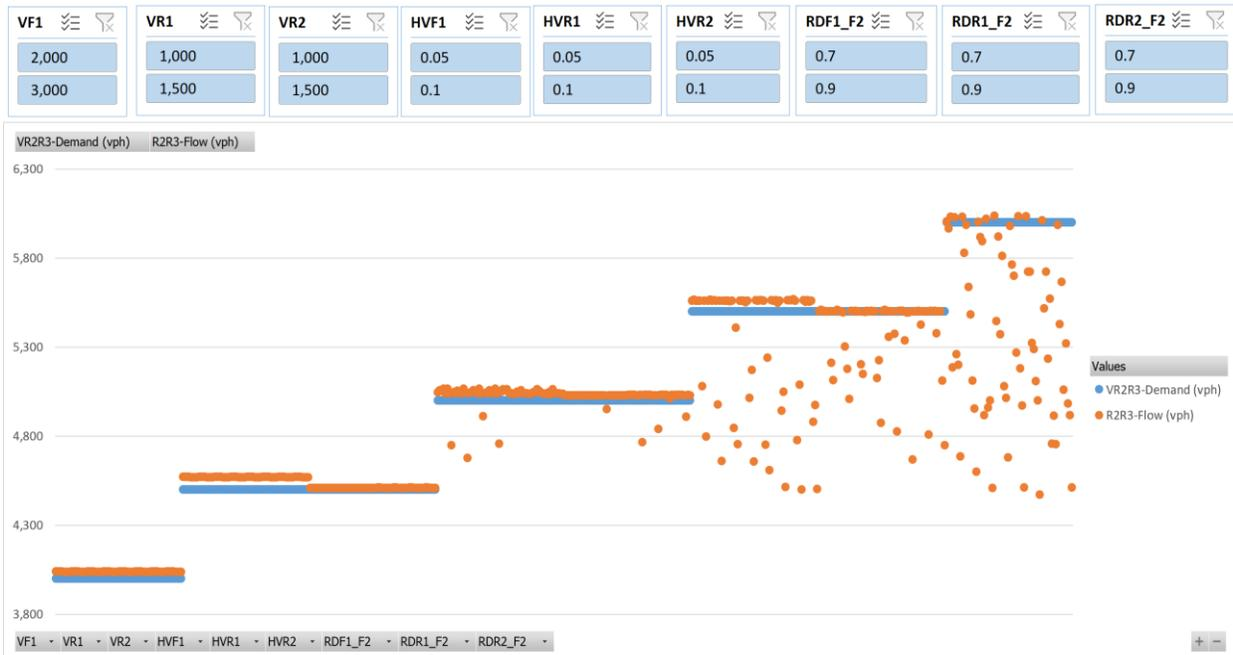 VF1 VR1 VR2 HVF1 HVR1 HVR2 RDF1_F2 RDR1_F2 RDR2_F2
2,000 1,000 1,000 0.05 0.05 0.05 0.7 0.7 0.7
3,000 1,500 1,500 0.1 0.1 0.1 0.9 0.9 0.9
VR2R3-Demand (vph) R2R3-Flow (vph)
6,300
5,800
5,300
4,800
4,300
3,800
Values
VR2R3-Demand (vph)
R2R3-Flow (vph)
VF1 VR1 VR2 HVF1 HVR1 HVR2 RDF1_F2 RDR1_F2 RDR2_F2